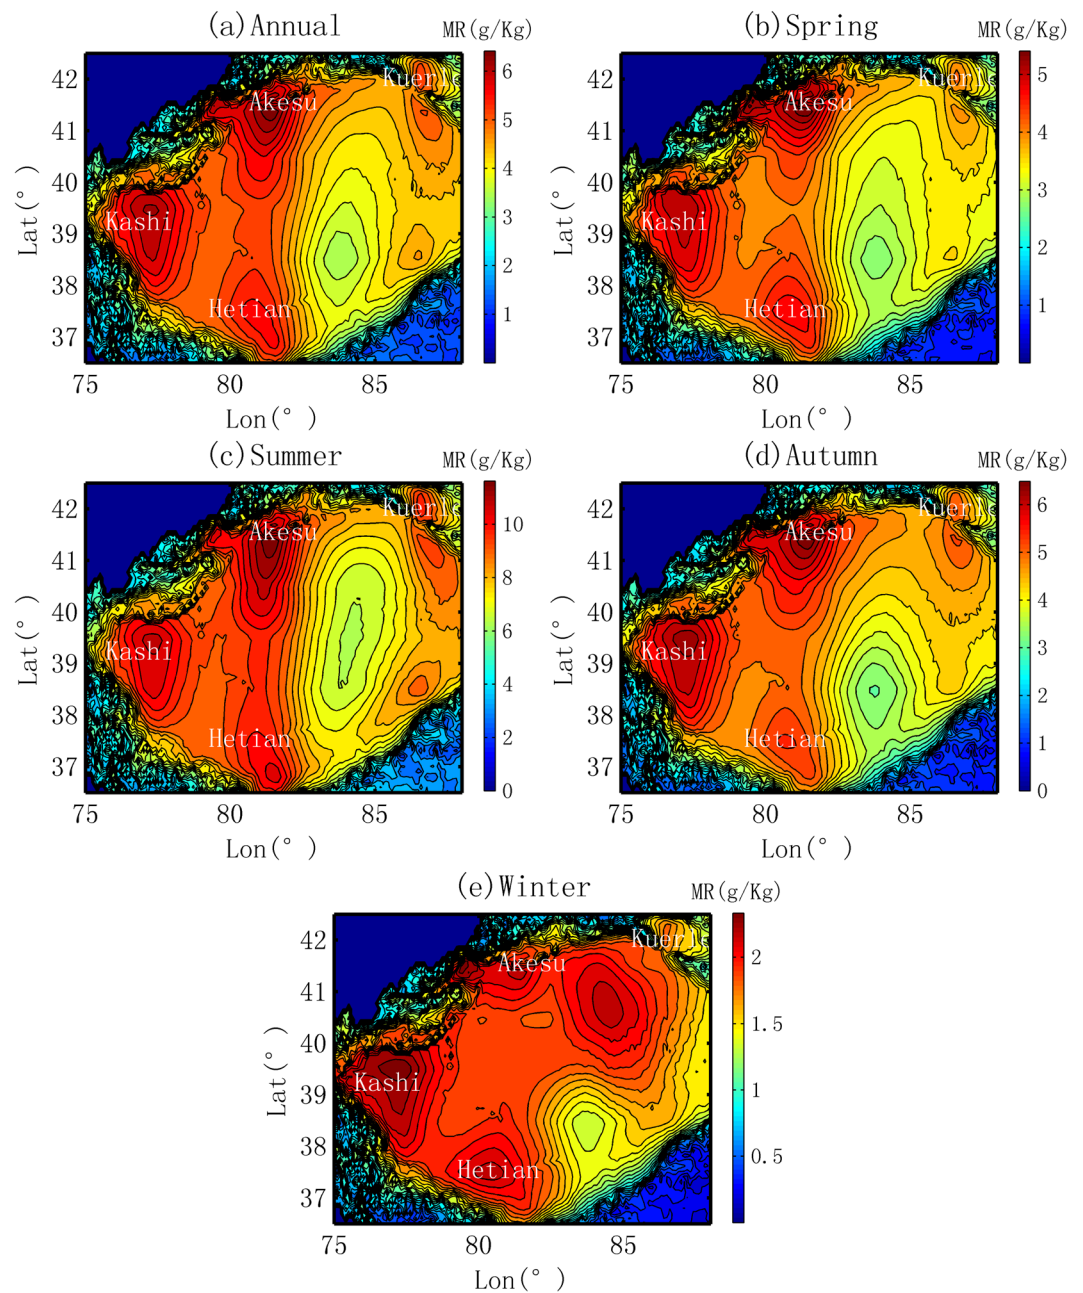 (a)Annual
MR(g/Kg)
Lat(°)
42
41
40
39
38
37
75
80
85
Lon(°)
Kashi
Akesu
Hetian
6
5
4
3
2
1
(b)Spring
MR(g/Kg)
Lat(°)
42
41
40
39
38
37
75
80
85
Lon(°)
Kashi
Akesu
Hetian
5
4
3
2
1
(c)Summer
MR(g/Kg)
Lat(°)
42
41
40
39
38
37
75
80
85
Lon(°)
Kashi
Akesu
Hetian
10
8
6
4
2
0
(d)Autumn
MR(g/Kg)
Lat(°)
42
41
40
39
38
37
75
80
85
Lon(°)
Kashi
Akesu
Hetian
6
5
4
3
2
1
0
(e)Winter
MR(g/Kg)
Lat(°)
42
41
40
39
38
37
75
80
85
Lon(°)
Kashi
Akesu
Hetian
2
1.5
1
0.5